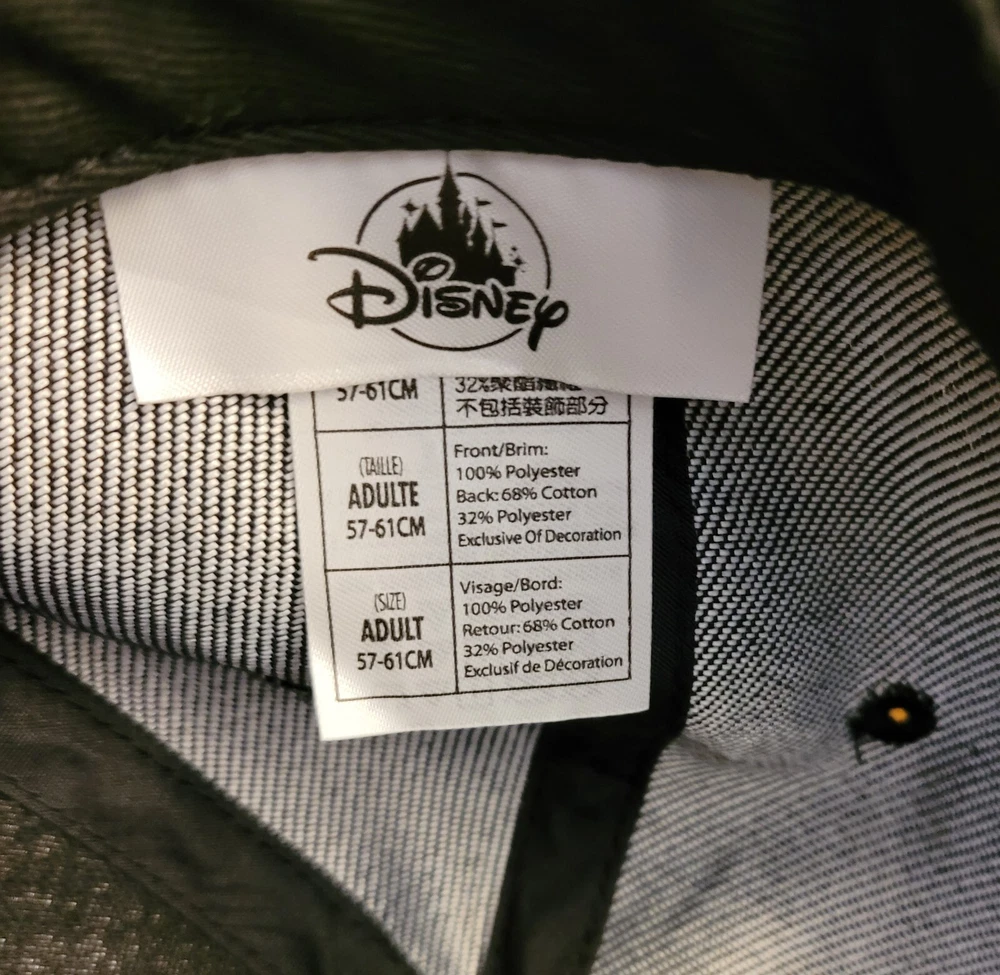 Disney
57-61CM
32%聚酯纖維
不包括裝飾部分
(TAILLE)
ADULTE
57-61CM
Front/Brim:
100% Polyester
Back: 68% Cotton
32% Polyester
Exclusive Of Decoration
(SIZE)
ADULT
57-61CM
Visage/Bord:
100% Polyester
Retour: 68% Cotton
32% Polyester
Exclusif de Décoration